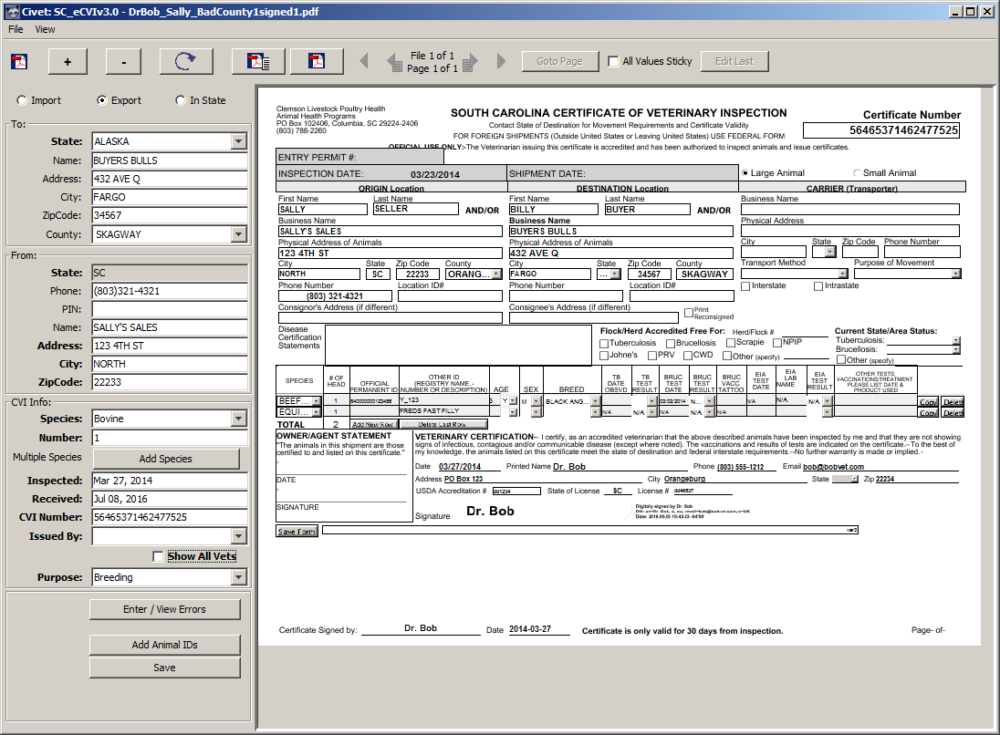 Civet: SC_eCVIv3.0 - DrBob_Sally_BadCounty1signed1.pdf
File View
+ - File 1 of 1 Page 1 of 1 Goto Page All Values Sticky Edit Last
Import Export In State
To:
State: ALASKA
Name: BUYERS BULLS
Address: 432 AVE Q
City: FARGO
ZipCode: 34567
County: SKAGWAY
From:
State: SC
Phone: (803)321-4321
PIN:
Name: SALLY'S SALES
Address: 123 4TH ST
City: NORTH
ZipCode: 22233
CVI Info:
Species: Bovine
Number: 1
Multiple Species Add Species
Inspected: Mar 27, 2014
Received: Jul 08, 2016
CVI Number: 56465371462477525
Issued By:
Show All Vets
Purpose: Breeding
Enter / View Errors
Add Animal IDs
Save
Clemson Livestock Poultry Health
Animal Health Programs
PO Box 102406, Columbia, SC 29224-2406
(803) 788-2260
SOUTH CAROLINA CERTIFICATE OF VETERINARY INSPECTION
Contact State of Destination for Movement Requirements and Certificate Validity
FOR FOREIGN SHIPMENTS (Outside United States or Leaving United States) USE FEDERAL FORM
Certificate Number
56465371462477525
OFFICIAL USE ONLY:-The Veterinarian issuing this certificate is accredited and has been authorized to inspect animals and issue certificates.
ENTRY PERMIT #:
INSPECTION DATE: 03/23/2014 SHIPMENT DATE: Large Animal Small Animal
ORIGIN Location DESTINATION Location CARRIER (Transporter)
First Name Last Name First Name Last Name Business Name
SALLY SELLER AND/OR BILLY BUYER AND/OR
Business Name Business Name Physical Address
SALLY'S SALES BUYERS BULLS
Physical Address of Animals Physical Address of Animals City State Zip Code Phone Number
123 4TH ST 432 AVE Q
City State Zip Code County City State Zip Code County Transport Method Purpose of Movement
NORTH SC 22233 ORANG... FARGO ... 34567 SKAGWAY
Phone Number Location ID# Phone Number Location ID# Interstate Intrastate
(803) 321-4321
Consignor's Address (if different) Consignee's Address (if different) Print Reconsigned
Disease Certification Statements
Flock/Herd Accredited Free For: Herd/Flock #
Tuberculosis Brucellosis Scrapie NPIP
Johne's PRV CWD Other (specify)
Current State/Area Status:
Tuberculosis:
Brucellosis:
Other (specify)
SPECIES # OF HEAD OFFICIAL PERMANENT ID OTHER ID (REGISTRY NAME,- NUMBER OR DESCRIPTION) AGE SEX BREED TB DATE OBSVD TB TEST RESULT BRUC TEST DATE BRUC TEST RESULT BRUC VACC TATTOO EIA TEST DATE EIA LAB NAME EIA TEST RESULT OTHER TESTS, VACCINATIONS/TREATMENT. PLEASE LIST DATE & PRODUCT USED
BEEF... 1 840000000123456 Y_123 3 Y M BLACK ANG... 03/02/2014 N... N/A N/A Copy Delet
EQUI... 1 FREDS FAST FILLY N/A N/A N/A N/A Copy Delet
TOTAL 2 Add New Row Delete Last Row
OWNER/AGENT STATEMENT
"The animals in this shipment are those
certified to and listed on this certificate."
DATE
SIGNATURE
VETERINARY CERTIFICATION-- I certify, as an accredited veterinarian that the above described animals have been inspected by me and that they are not showing
signs of infectious, contagious and/or communicable disease (except where noted). The vaccinations and results of tests are indicated on the certificate.--To the best of
my knowledge, the animals listed on this certificate meet the state of destination and federal interstate requirements.--No further warranty is made or implied.-
Date 03/27/2014 Printed Name Dr. Bob Phone (803) 555-1212 Email bob@bobvet.com
Address PO Box 123 City Orangeburg State Zip 22234
USDA Accreditation # 001234 State of License SC License # 0046537
Signature Dr. Bob
Digitally signed by Dr. Bob
Save Form ver2
Certificate Signed by: Dr. Bob Date 2014-03-27 Certificate is only valid for 30 days from inspection. Page- of-